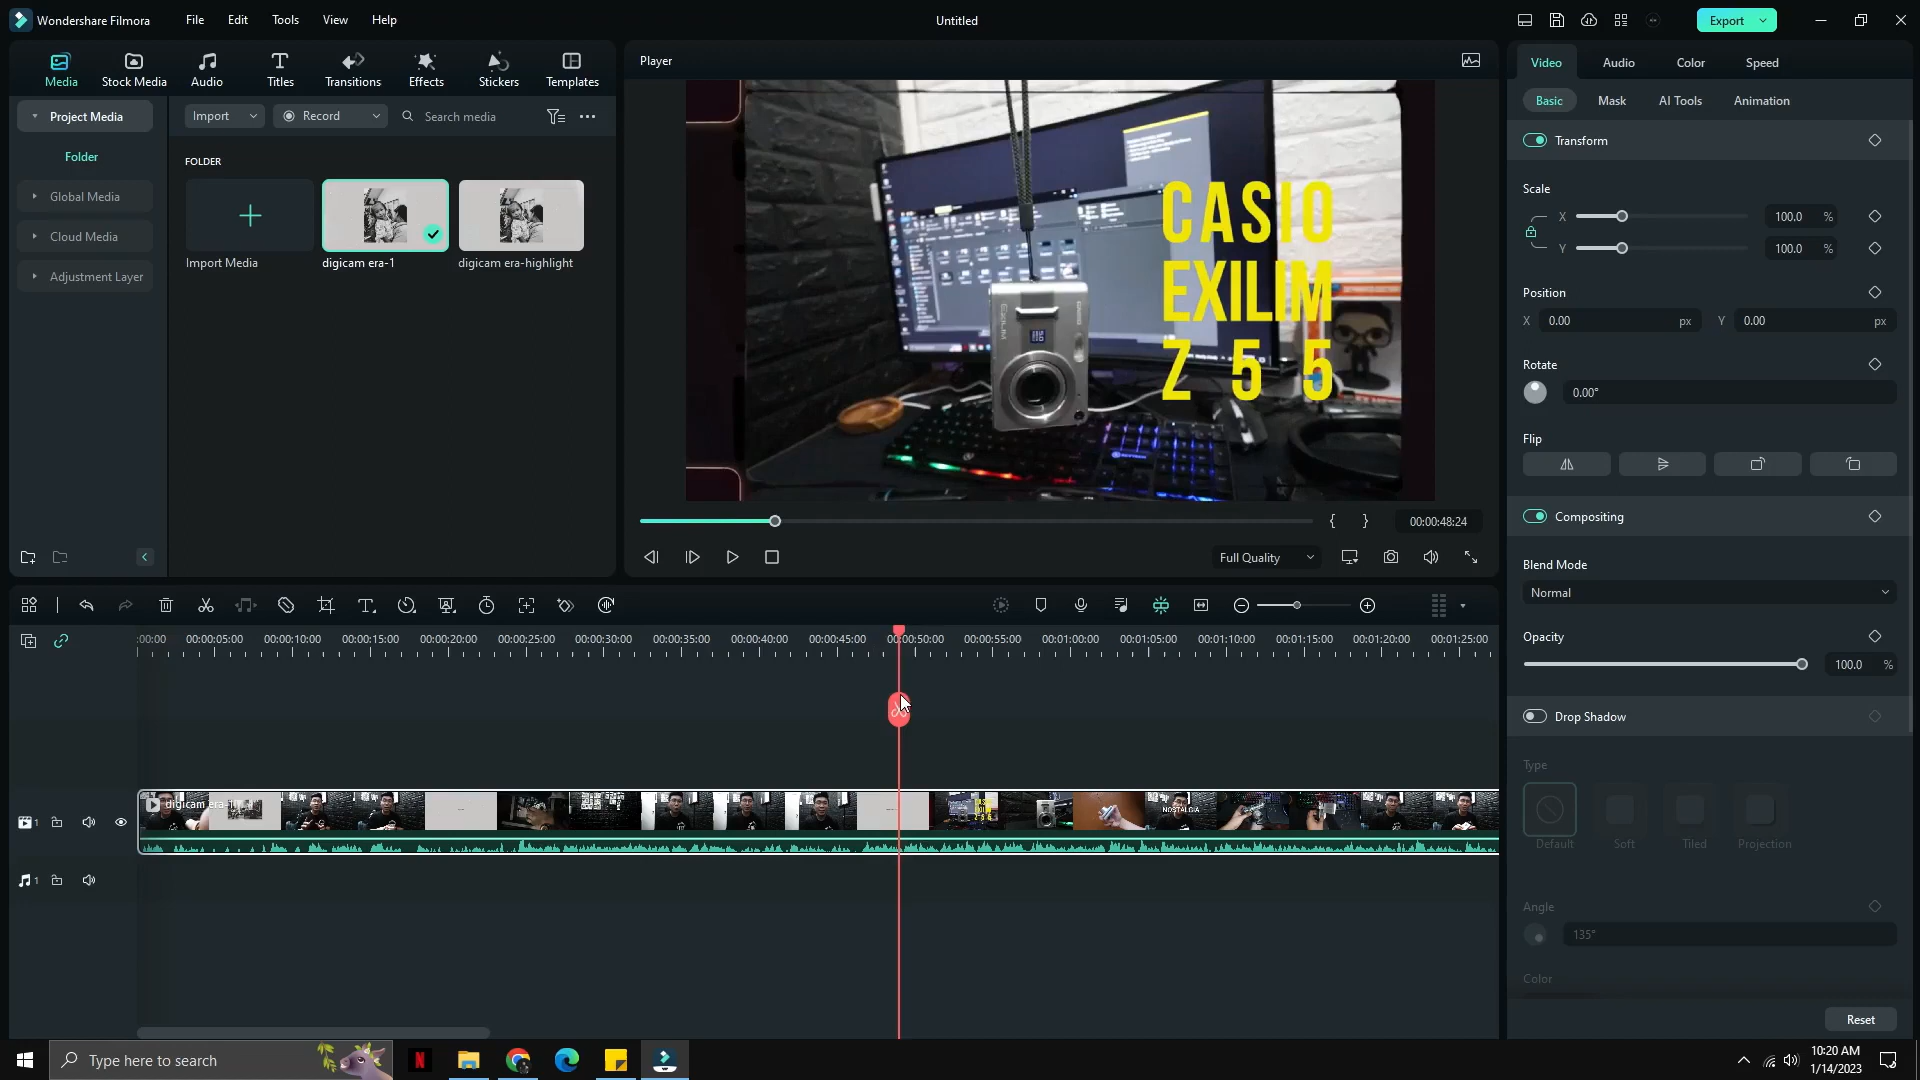 Wondershare Filmora
File
Edit
Tools
View
Help
Untitled
Export
Media
Stock Media
Audio
Titles
Transitions
Effects
Stickers
Templates
Project Media
Folder
Global Media
Cloud Media
Adjustment Layer
Import
Record
Search media
FOLDER
Import Media
digicam era-1
digicam era-highlight
Player
CASIO
EXILIM
Z 5 5
00:00:48:24
Full Quality
Video
Audio
Color
Speed
Basic
Mask
AI Tools
Animation
Transform
Scale
X 100.0 %
Y 100.0 %
Position
X 0.00 px Y 0.00 px
Rotate
0.00°
Flip
Compositing
Blend Mode
Normal
Opacity
100.0 %
Drop Shadow
Type
Default Soft Tiled Projection
Angle
135°
Color
Reset
:00:00 00:00:05:00 00:00:10:00 00:00:15:00 00:00:20:00 00:00:25:00 00:00:30:00 00:00:35:00 00:00:40:00 00:00:45:00 00:00:50:00 00:00:55:00 00:01:00:00 00:01:05:00 00:01:10:00 00:01:15:00 00:01:20:00 00:01:25:00
digicam era-1
NOSTALGIA
1
1
Type here to search
10:20 AM
1/14/2023